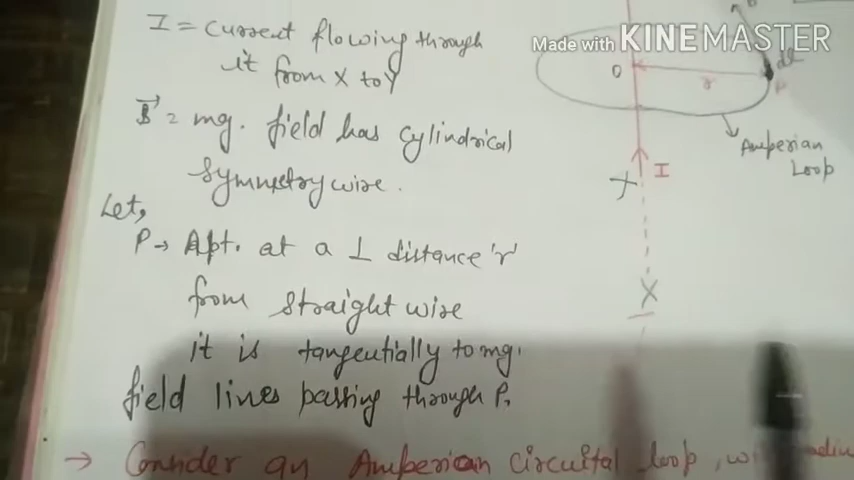 I = Current flowing through
it from X to Y
B = mg. field has cylindrical
symmetry wire.
Let,
P → A pt. at a ⊥ distance 'r'
from straight wire
it is tangentially to mg.
field lines passing through P.
→ Consider an Amperian circuital loop, radiu
Made with KINEMASTER
O
r
dl
P
Amperian
Loop
I
X